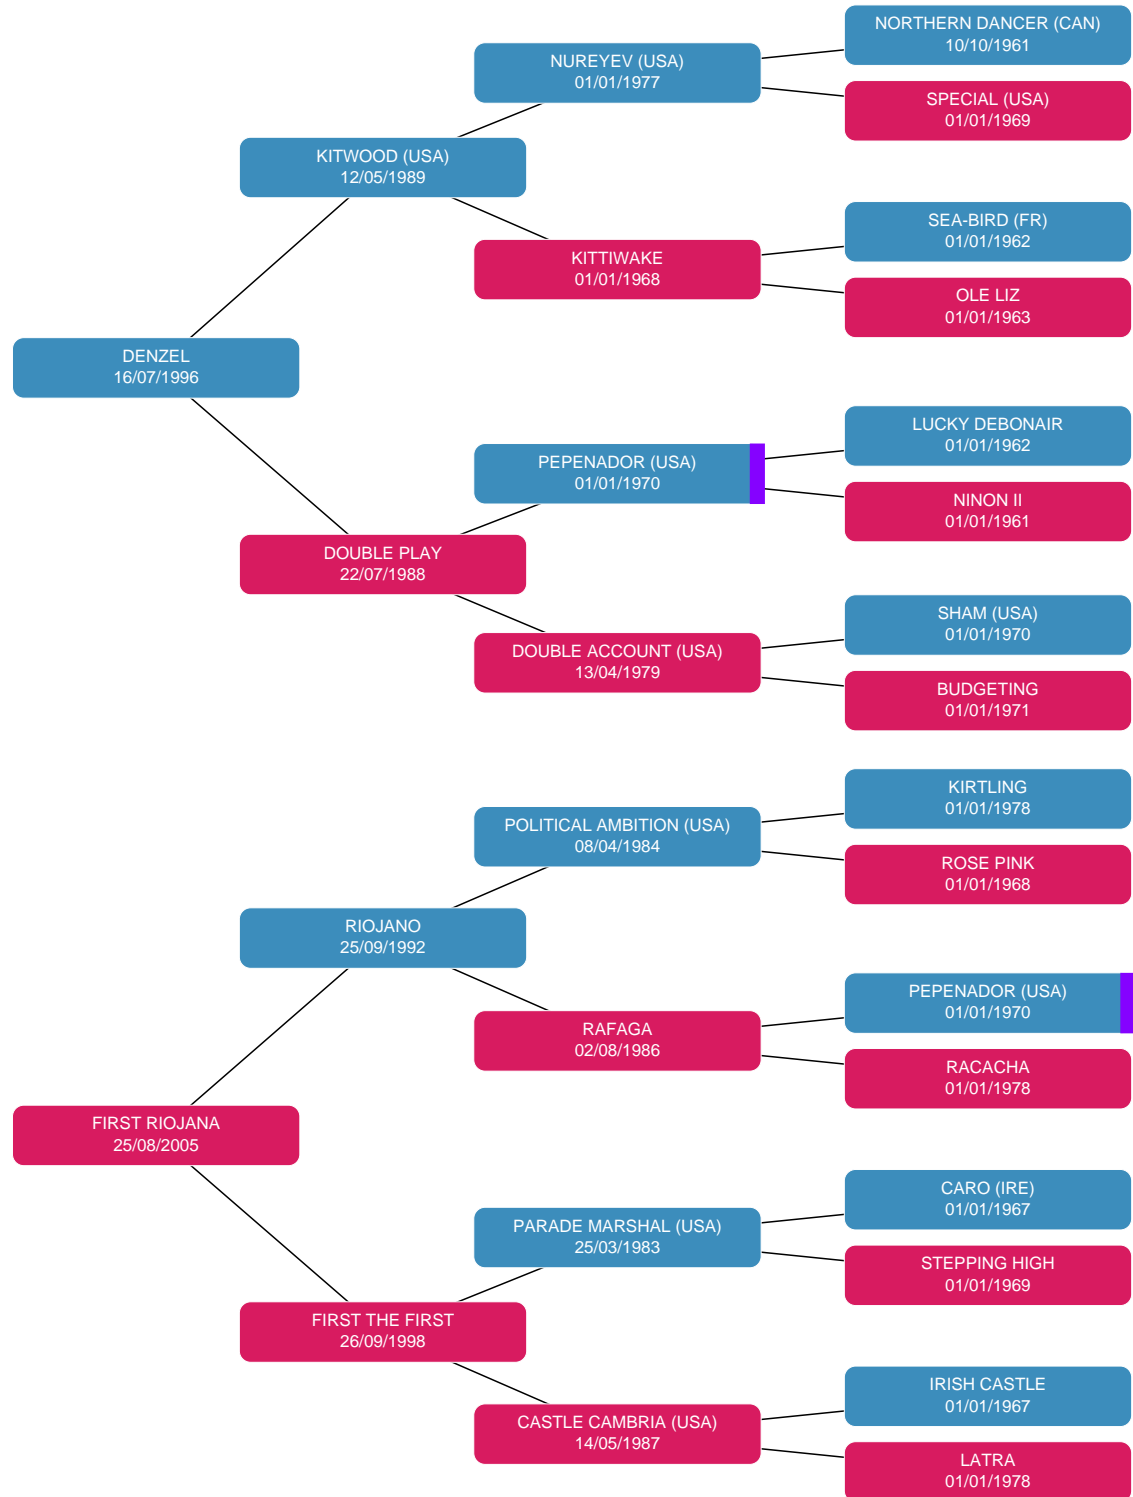 NORTHERN DANCER (CAN)
10/10/1961
NUREYEV (USA)
01/01/1977
SPECIAL (USA)
01/01/1969
KITWOOD (USA)
12/05/1989
SEA-BIRD (FR)
01/01/1962
KITTIWAKE
01/01/1968
OLE LIZ
01/01/1963
DENZEL
16/07/1996
LUCKY DEBONAIR
01/01/1962
PEPENADOR (USA)
01/01/1970
NINON II
01/01/1961
DOUBLE PLAY
22/07/1988
SHAM (USA)
01/01/1970
DOUBLE ACCOUNT (USA)
13/04/1979
BUDGETING
01/01/1971
KIRTLING
01/01/1978
POLITICAL AMBITION (USA)
08/04/1984
ROSE PINK
01/01/1968
RIOJANO
25/09/1992
PEPENADOR (USA)
01/01/1970
RAFAGA
02/08/1986
RACACHA
01/01/1978
FIRST RIOJANA
25/08/2005
CARO (IRE)
01/01/1967
PARADE MARSHAL (USA)
25/03/1983
STEPPING HIGH
01/01/1969
FIRST THE FIRST
26/09/1998
IRISH CASTLE
01/01/1967
CASTLE CAMBRIA (USA)
14/05/1987
LATRA
01/01/1978